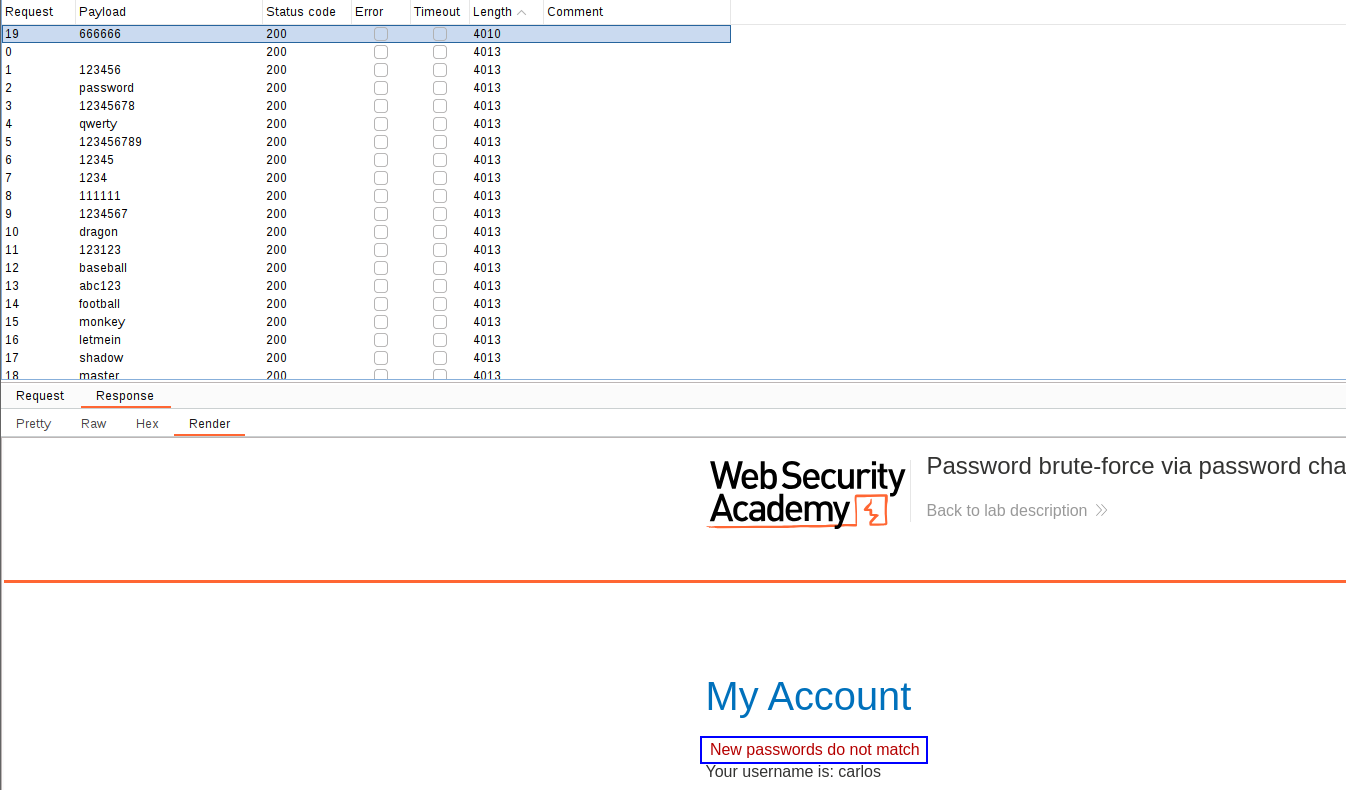 Request Payload Status code Error Timeout Length Comment
19 666666 200 4010
0 200 4013
1 123456 200 4013
2 password 200 4013
3 12345678 200 4013
4 qwerty 200 4013
5 123456789 200 4013
6 12345 200 4013
7 1234 200 4013
8 111111 200 4013
9 1234567 200 4013
10 dragon 200 4013
11 123123 200 4013
12 baseball 200 4013
13 abc123 200 4013
14 football 200 4013
15 monkey 200 4013
16 letmein 200 4013
17 shadow 200 4013
18 master 200 4013
Request Response
Pretty Raw Hex Render
Web Security
Academy
Password brute-force via password cha
Back to lab description
My Account
New passwords do not match
Your username is: carlos